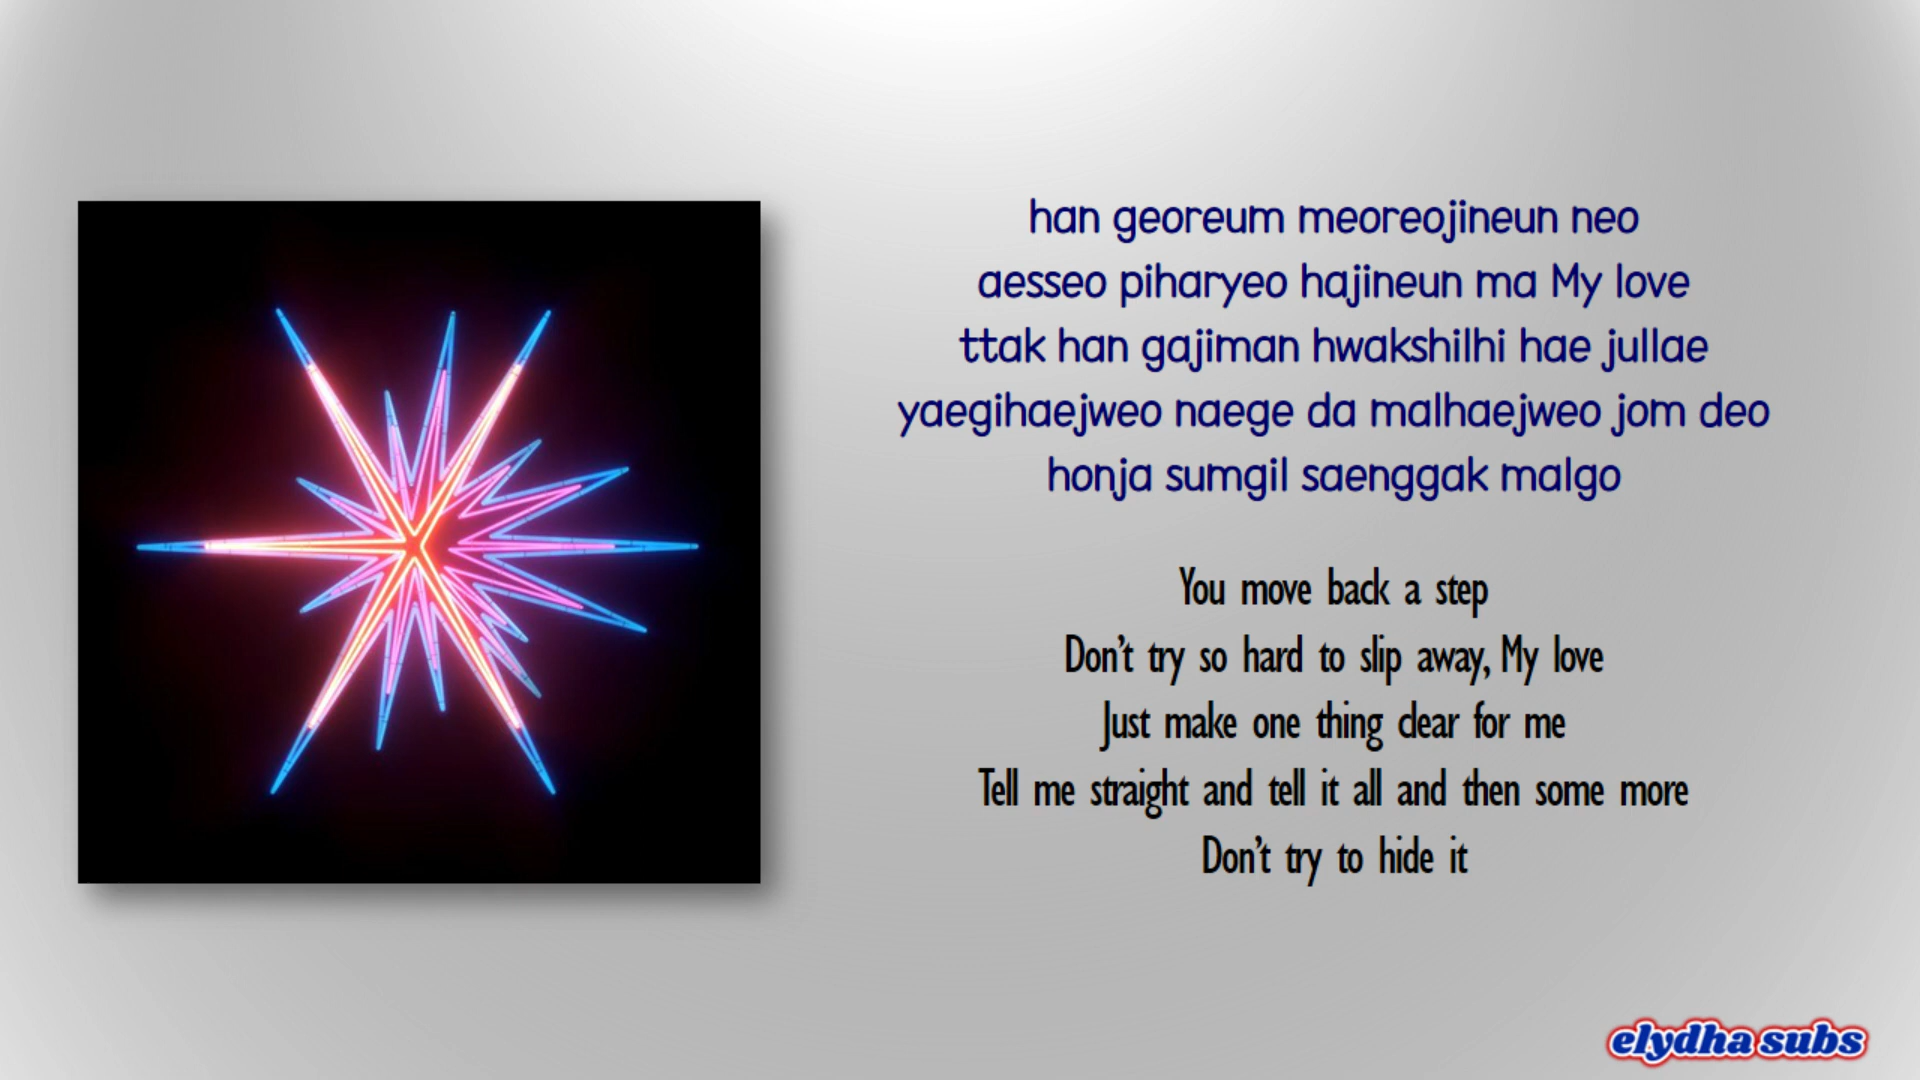 han georeum meoreojineun neo
aesseo piharyeo hajineun ma My love
ttak han gajiman hwakshilhi hae jullae
yaegihaejweo naege da malhaejweo jom deo
honja sumgil saenggak malgo
You move back a step
Don't try so hard to slip away, My love
Just make one thing clear for me
Tell me straight and tell it all and then some more
Don't try to hide it
elydha subs